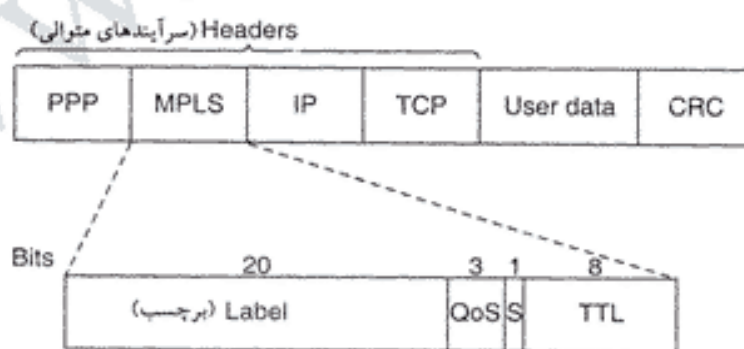 Headers (سرآیندهای متوالی)
PPP MPLS IP TCP User data CRC
Bits 20 3 1 8
Label (برچسب) QoS S TTL